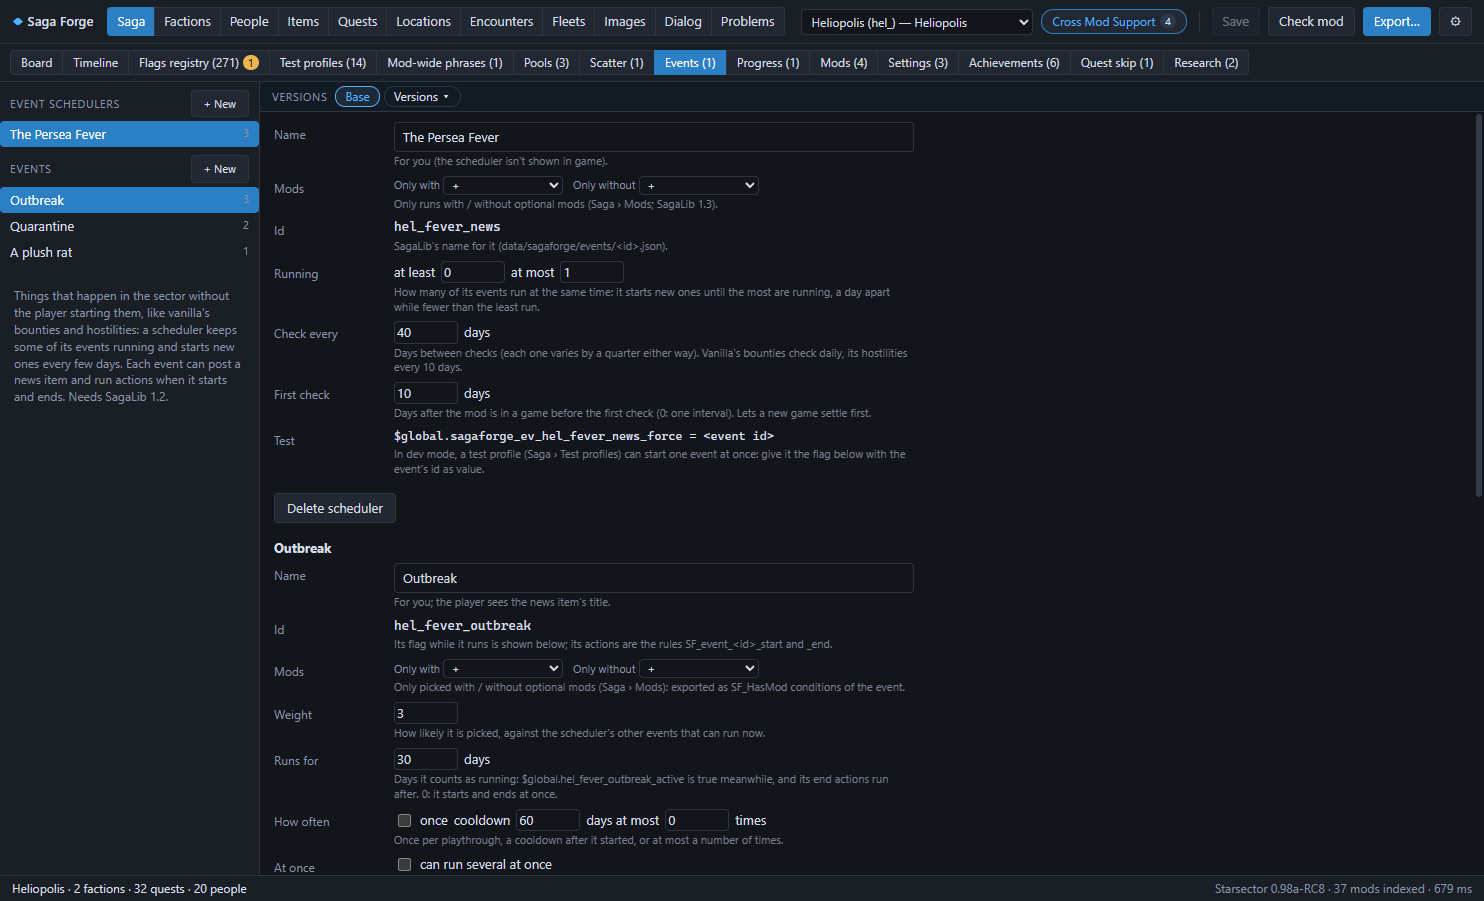 Saga Forge
Saga Factions People Items Quests Locations Encounters Fleets Images Dialog Problems
Heliopolis (hel_) — Heliopolis
Cross Mod Support 4
Save Check mod Export...
Board Timeline Flags registry (271) 1 Test profiles (14) Mod-wide phrases (1) Pools (3) Scatter (1) Events (1) Progress (1) Mods (4) Settings (3) Achievements (6) Quest skip (1) Research (2)
EVENT SCHEDULERS + New
The Persea Fever 3
EVENTS + New
Outbreak 3
Quarantine 2
A plush rat 1
Things that happen in the sector without
the player starting them, like vanilla's
bounties and hostilities: a scheduler keeps
some of its events running and starts new
ones every few days. Each event can post a
news item and run actions when it starts
and ends. Needs SagaLib 1.2.
VERSIONS Base Versions
Name The Persea Fever
For you (the scheduler isn't shown in game).
Mods Only with + Only without +
Only runs with / without optional mods (Saga › Mods; SagaLib 1.3).
Id hel_fever_news
SagaLib's name for it (data/sagaforge/events/<id>.json).
Running at least 0 at most 1
How many of its events run at the same time: it starts new ones until the most are running, a day apart
while fewer than the least run.
Check every 40 days
Days between checks (each one varies by a quarter either way). Vanilla's bounties check daily, its hostilities
every 10 days.
First check 10 days
Days after the mod is in a game before the first check (0: one interval). Lets a new game settle first.
Test $global.sagaforge_ev_hel_fever_news_force = <event id>
In dev mode, a test profile (Saga › Test profiles) can start one event at once: give it the flag below with the
event's id as value.
Delete scheduler
Outbreak
Name Outbreak
For you; the player sees the news item's title.
Id hel_fever_outbreak
Its flag while it runs is shown below; its actions are the rules SF_event_<id>_start and _end.
Mods Only with + Only without +
Only picked with / without optional mods (Saga › Mods): exported as SF_HasMod conditions of the event.
Weight 3
How likely it is picked, against the scheduler's other events that can run now.
Runs for 30 days
Days it counts as running: $global.hel_fever_outbreak_active is true meanwhile, and its end actions run
after. 0: it starts and ends at once.
How often once cooldown 60 days at most 0 times
Once per playthrough, a cooldown after it started, or at most a number of times.
At once can run several at once
Heliopolis · 2 factions · 32 quests · 20 people
Starsector 0.98a-RC8 · 37 mods indexed · 679 ms